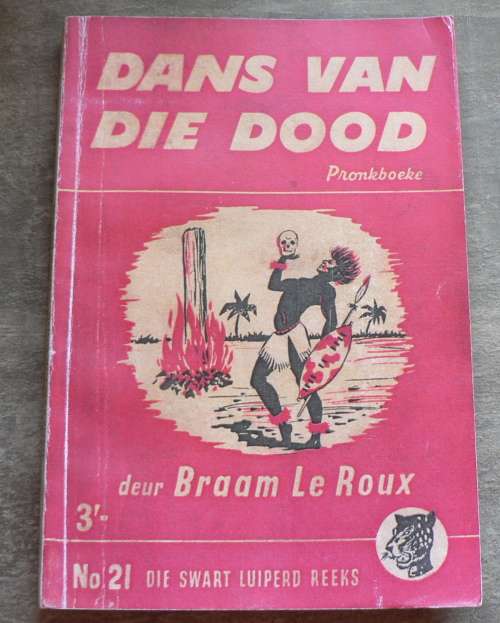 DANS VAN
DIE DOOD
Pronkboeke
deur Braam Le Roux
3'-
No 21 DIE SWART LUIPERD REEKS